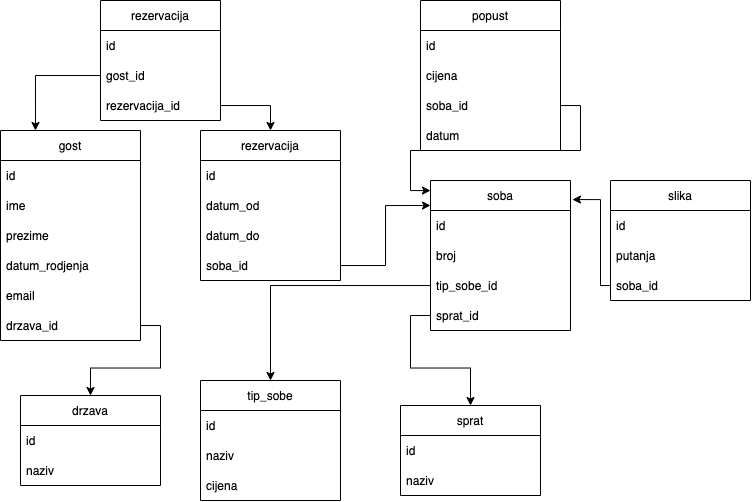 rezervacija
id
gost_id
rezervacija_id
popust
id
cijena
soba_id
datum
gost
id
ime
prezime
datum_rodjenja
email
drzava_id
rezervacija
id
datum_od
datum_do
soba_id
soba
id
broj
tip_sobe_id
sprat_id
slika
id
putanja
soba_id
drzava
id
naziv
tip_sobe
id
naziv
cijena
sprat
id
naziv